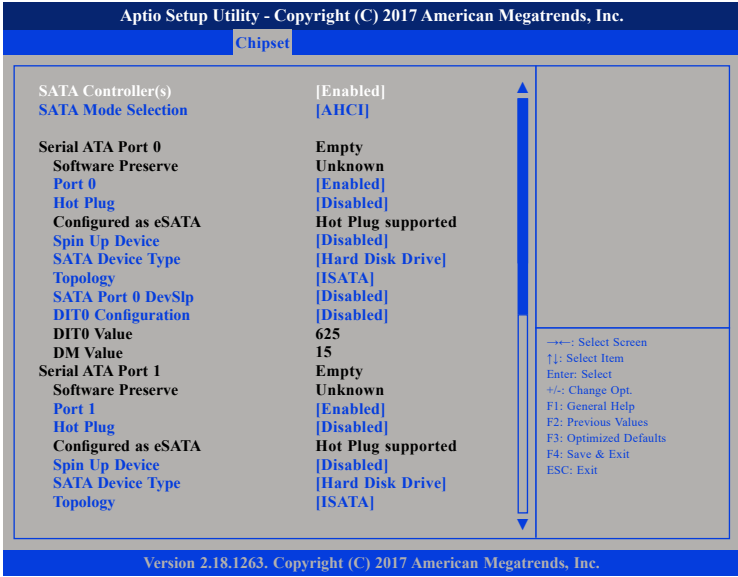 Aptio Setup Utility - Copyright (C) 2017 American Megatrends, Inc.
Chipset
SATA Controller(s) [Enabled]
SATA Mode Selection [AHCI]
Serial ATA Port 0 Empty
Software Preserve Unknown
Port 0 [Enabled]
Hot Plug [Disabled]
Configured as eSATA Hot Plug supported
Spin Up Device [Disabled]
SATA Device Type [Hard Disk Drive]
Topology [ISATA]
SATA Port 0 DevSlp [Disabled]
DIT0 Configuration [Disabled]
DIT0 Value 625
DM Value 15
Serial ATA Port 1 Empty
Software Preserve Unknown
Port 1 [Enabled]
Hot Plug [Disabled]
Configured as eSATA Hot Plug supported
Spin Up Device [Disabled]
SATA Device Type [Hard Disk Drive]
Topology [ISATA]
→←: Select Screen
↑↓: Select Item
Enter: Select
+/-: Change Opt.
F1: General Help
F2: Previous Values
F3: Optimized Defaults
F4: Save & Exit
ESC: Exit
Version 2.18.1263. Copyright (C) 2017 American Megatrends, Inc.